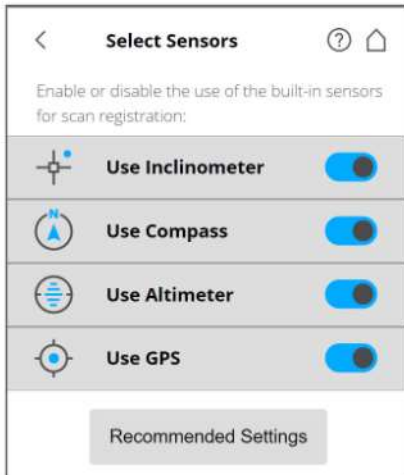 Select Sensors
?
Enable or disable the use of the built-in sensors
for scan registration:
N
Use Inclinometer
Use Compass
Use Altimeter
Use GPS
Recommended Settings